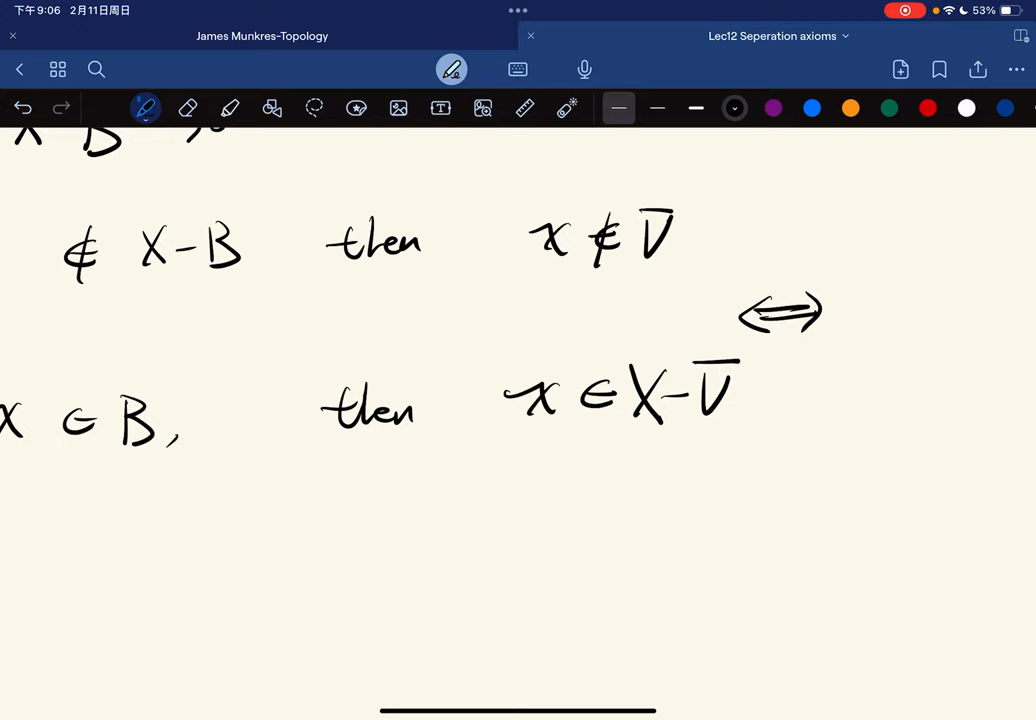 下午9:06 2月11日周日
53%
James Munkres-Topology
Lec12 Seperation axioms
X - B
∉ X - B then x ∉ V̅
⟺
x ∈ B, then x ∈ X - V̅